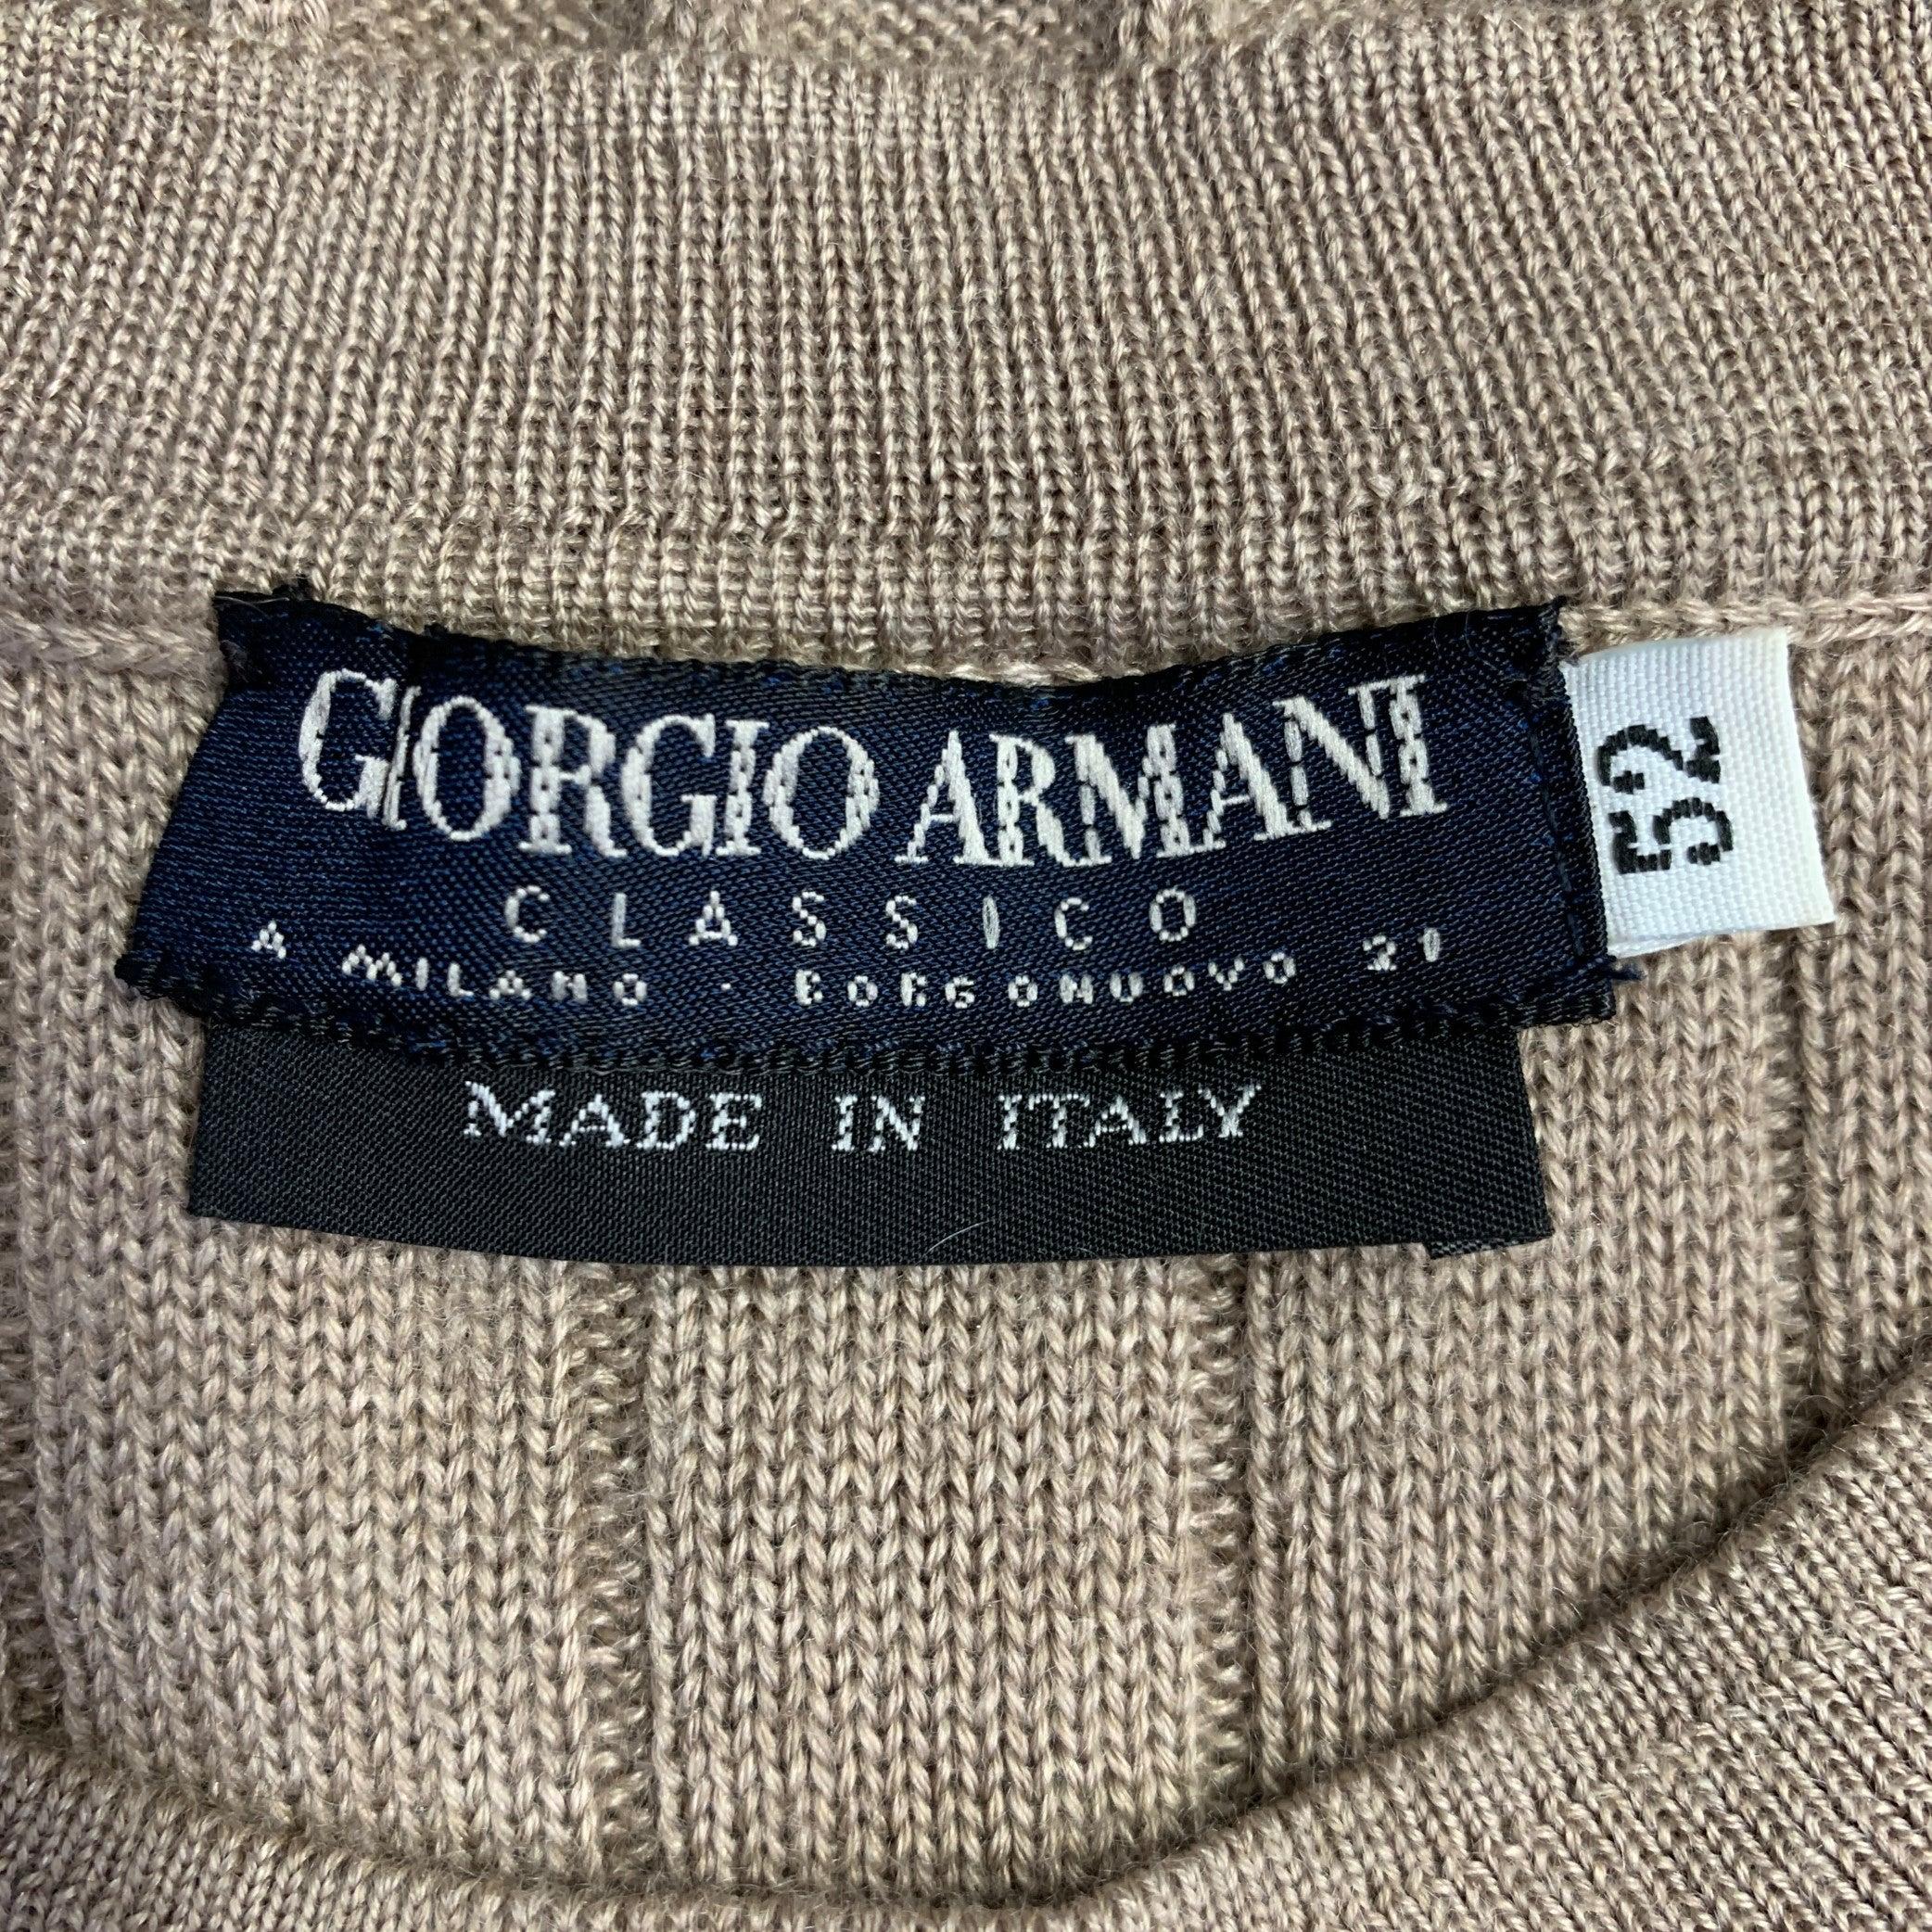 GIORGIO ARMANI
CLASSICO
A MILANO · BORGONUOVO 21
MADE IN ITALY
52